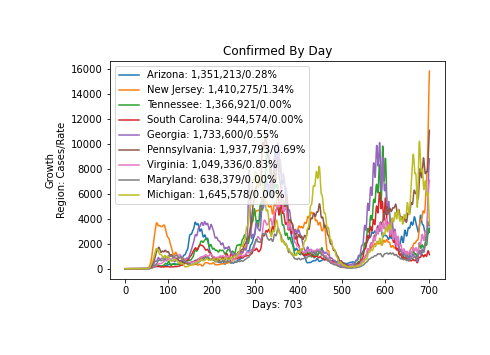 Confirmed By Day
16000
14000
12000
10000
8000
6000
4000
2000
0
Growth
Region: Cases/Rate
Arizona: 1,351,213/0.28%
New Jersey: 1,410,275/1.34%
Tennessee: 1,366,921/0.00%
South Carolina: 944,574/0.00%
Georgia: 1,733,600/0.55%
Pennsylvania: 1,937,793/0.69%
Virginia: 1,049,336/0.83%
Maryland: 638,379/0.00%
Michigan: 1,645,578/0.00%
0 100 200 300 400 500 600 700
Days: 703